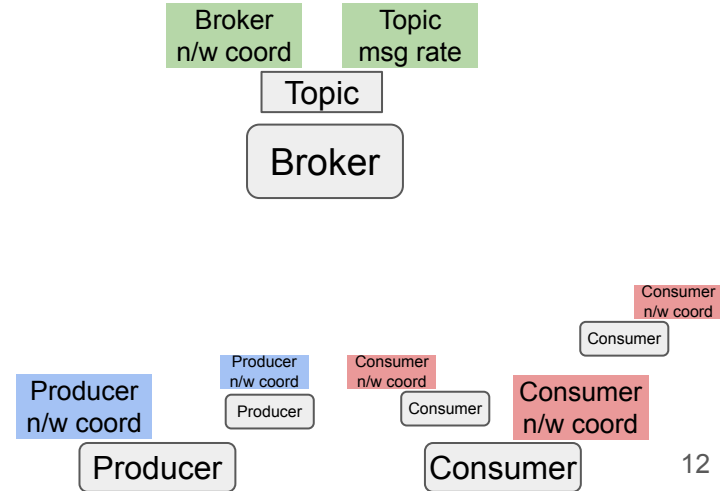 Broker
n/w coord
Topic
msg rate
Topic
Broker
Consumer
n/w coord
Consumer
Producer
n/w coord
Producer
Consumer
n/w coord
Consumer
Producer
n/w coord
Producer
Consumer
n/w coord
Consumer
12